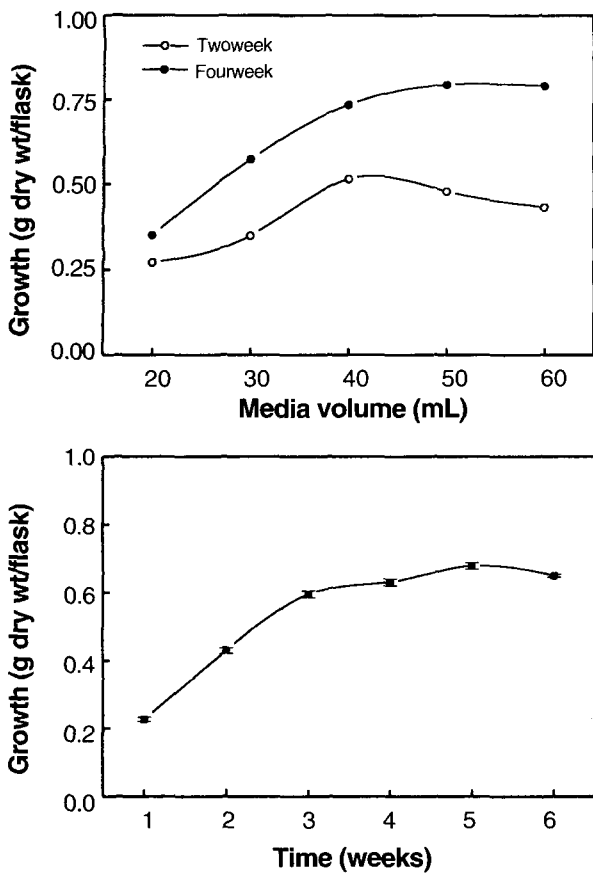 1.00
0.75
0.50
0.25
0.00
Twoweek
Fourweek
Growth (g dry wt/flask)
20 30 40 50 60
Media volume (mL)
1.0
0.8
0.6
0.4
0.2
0.0
Growth (g dry wt/flask)
1 2 3 4 5 6
Time (weeks)